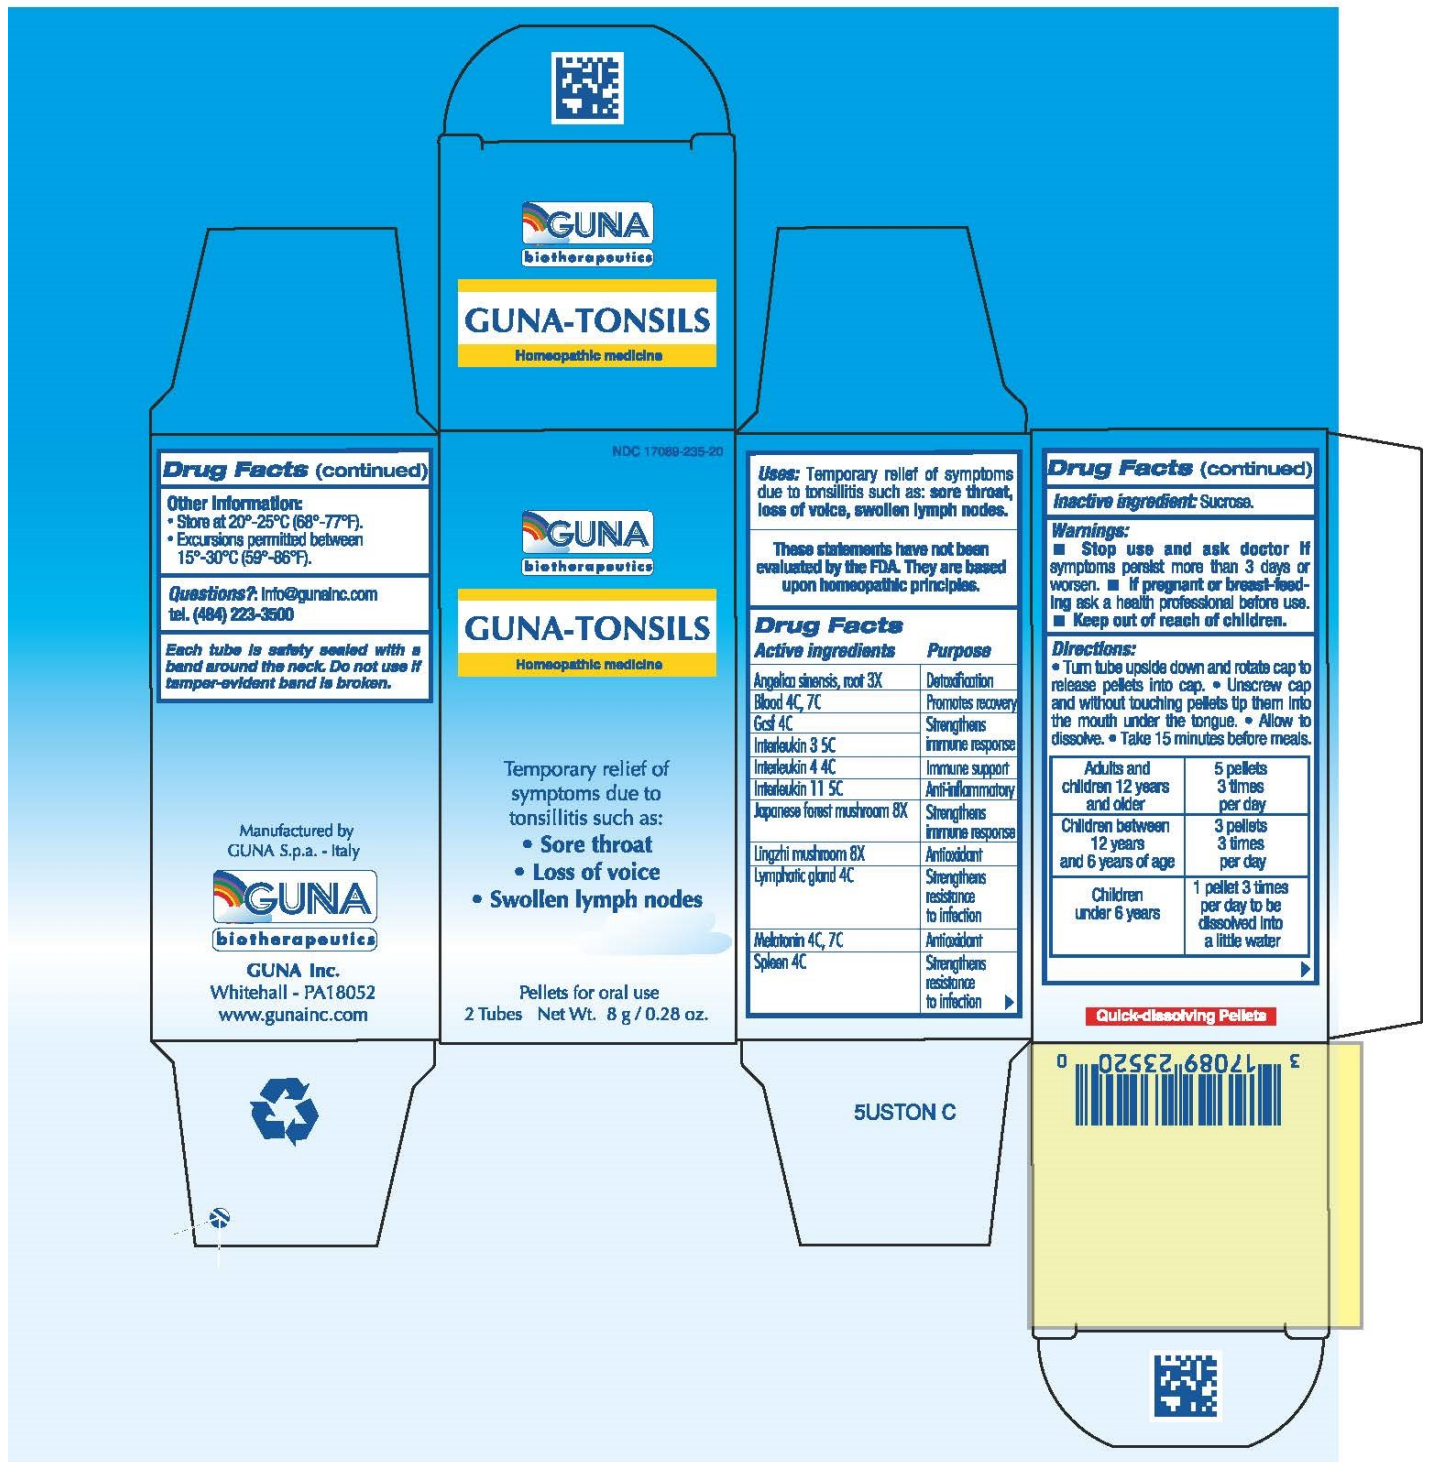 GUNA
biotherapeutics
GUNA-TONSILS
Homeopathic medicine
Drug Facts (continued)
Other Information:
• Store at 20°-25°C (68°-77°F).
• Excursions permitted between
15°-30°C (59°-86°F).
Questions?: info@gunainc.com
tel. (484) 223-3500
Each tube is safety sealed with a
band around the neck. Do not use if
tamper-evident band is broken.
Manufactured by
GUNA S.p.a. - Italy
GUNA
biotherapeutics
GUNA Inc.
Whitehall - PA18052
www.gunainc.com
NDC 17089-235-20
GUNA
biotherapeutics
GUNA-TONSILS
Homeopathic medicine
Temporary relief of
symptoms due to
tonsillitis such as:
• Sore throat
• Loss of voice
• Swollen lymph nodes
Pellets for oral use
2 Tubes Net Wt. 8 g / 0.28 oz.
Uses: Temporary relief of symptoms
due to tonsillitis such as: sore throat,
loss of voice, swollen lymph nodes.
These statements have not been
evaluated by the FDA. They are based
upon homeopathic principles.
Drug Facts
Active ingredients Purpose
Angelica sinensis, root 3X Detoxification
Blood 4C, 7C Promotes recovery
Gcsf 4C Strengthens
Interleukin 3 5C immune response
Interleukin 4 4C Immune support
Interleukin 11 5C Anti-inflammatory
Japanese forest mushroom 8X Strengthens
immune response
Lingzhi mushroom 8X Antioxidant
Lymphatic gland 4C Strengthens
resistance
to infection
Melatonin 4C, 7C Antioxidant
Spleen 4C Strengthens
resistance
to infection
Drug Facts (continued)
Inactive ingredient: Sucrose.
Warnings:
■ Stop use and ask doctor if
symptoms persist more than 3 days or
worsen. ■ If pregnant or breast-feed-
ing ask a health professional before use.
■ Keep out of reach of children.
Directions:
• Turn tube upside down and rotate cap to
release pellets into cap. • Unscrew cap
and without touching pellets tip them into
the mouth under the tongue. • Allow to
dissolve. • Take 15 minutes before meals.
Adults and 5 pellets
children 12 years 3 times
and older per day
Children between 3 pellets
12 years 3 times
and 6 years of age per day
Children 1 pellet 3 times
under 6 years per day to be
dissolved into
a little water
Quick-dissolving Pellets
5USTON C
3 17089 23520 0